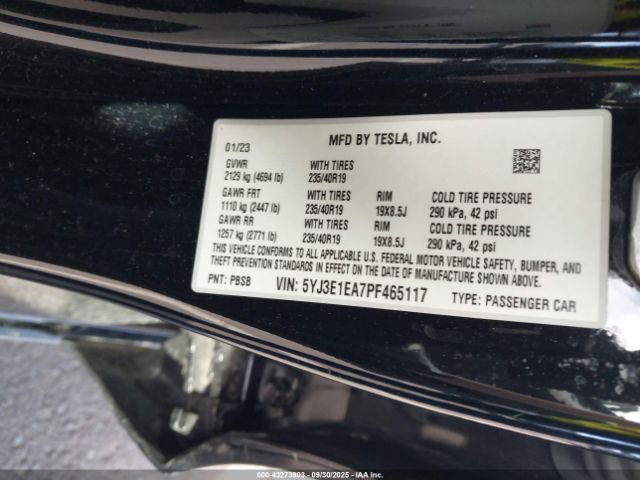 MFD BY TESLA, INC.
01/23
GVWR WITH TIRES
2129 kg (4694 lb) 235/40R19
GAWR FRT WITH TIRES RIM COLD TIRE PRESSURE
1110 kg (2447 lb) 235/40R19 19X8.5J 290 kPa, 42 psi
GAWR RR WITH TIRES RIM COLD TIRE PRESSURE
1257 kg (2771 lb) 235/40R19 19X8.5J 290 kPa, 42 psi
THIS VEHICLE CONFORMS TO ALL APPLICABLE U.S. FEDERAL MOTOR VEHICLE SAFETY, BUMPER, AND
THEFT PREVENTION STANDARDS IN EFFECT ON THE DATE OF MANUFACTURE SHOWN ABOVE.
PNT: PBSB VIN: 5YJ3E1EA7PF465117 TYPE: PASSENGER CAR
000-43273903 - 09/30/2025 - IAA Inc.